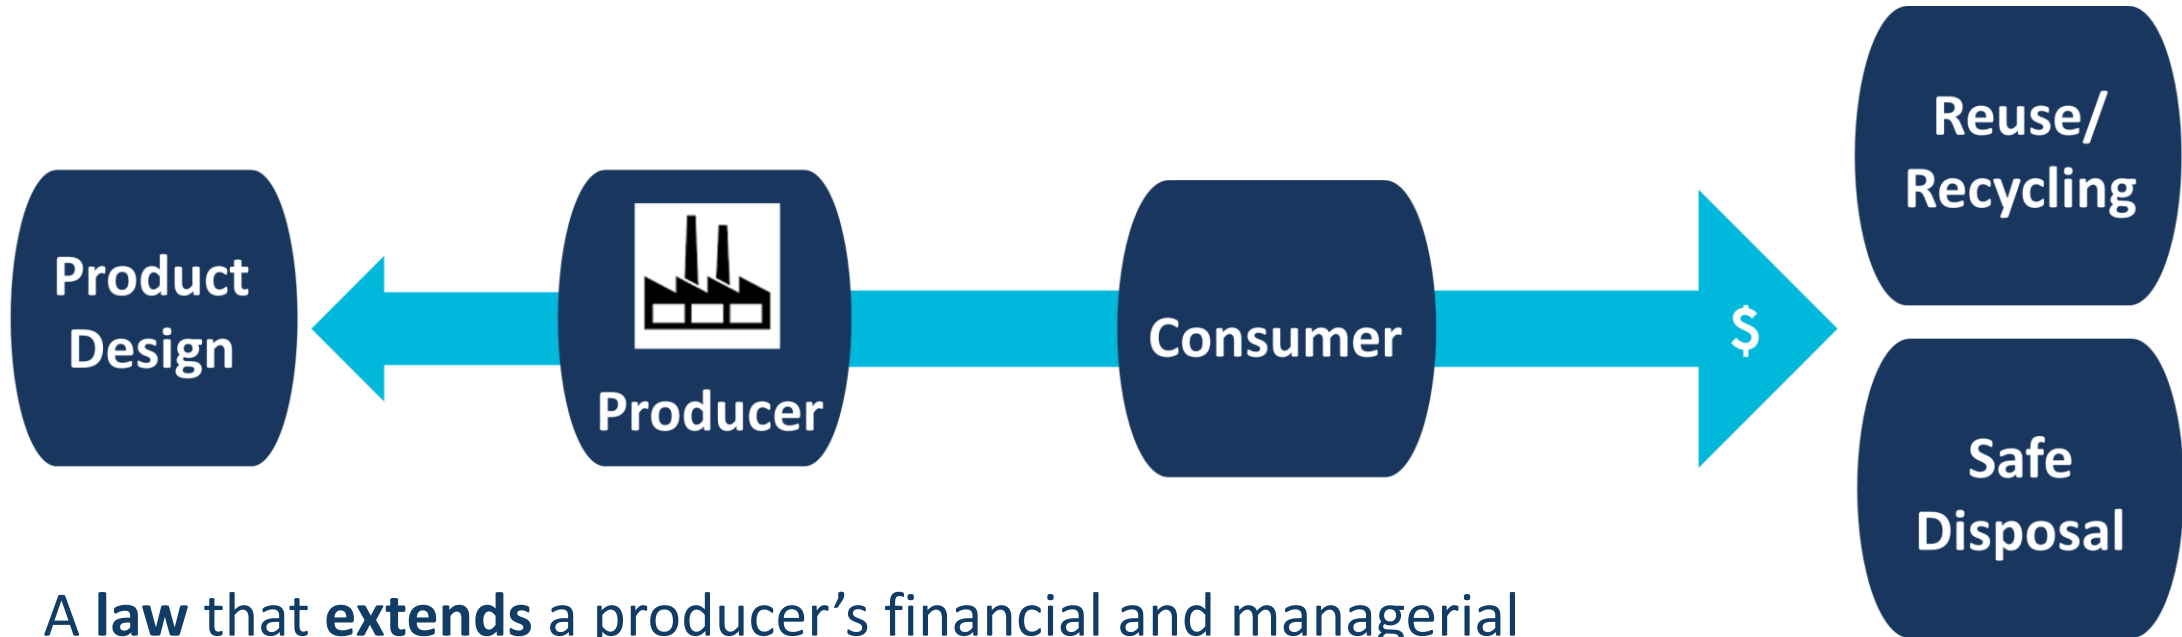 Product
Design
Producer
Consumer
$
Reuse/
Recycling
Safe
Disposal
A law that extends a producer’s financial and managerial